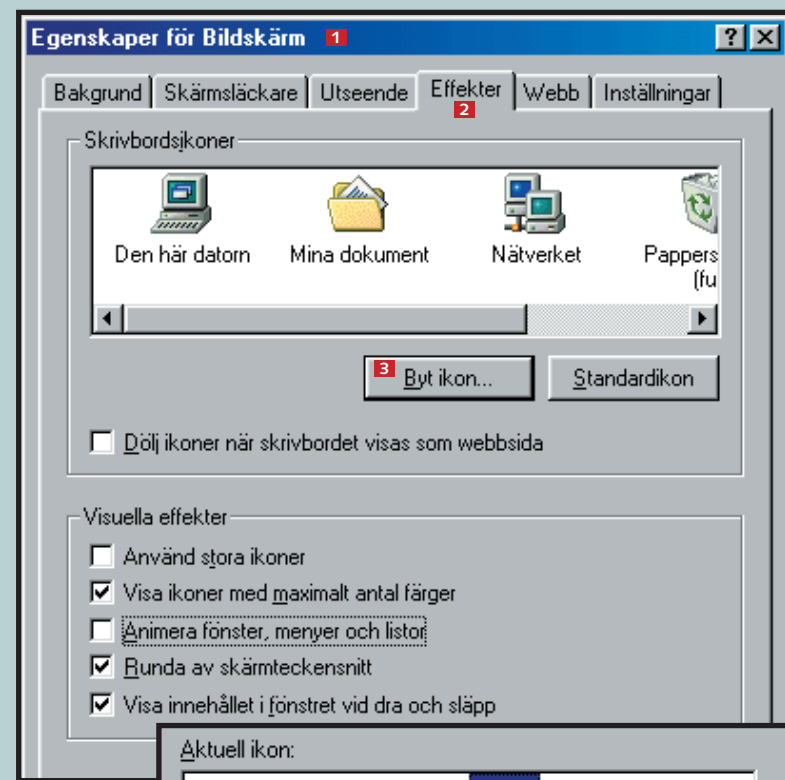 Egenskaper för Bildskärm 1
Bakgrund Skärmsläckare Utseende Effekter Webb Inställningar
2
Skrivbordsikoner
Den här datorn Mina dokument Nätverket Pappers
(fu
3 Byt ikon... Standardikon
Dölj ikoner när skrivbordet visas som webbsida
Visuella effekter
Använd stora ikoner
Visa ikoner med maximalt antal färger
Animera fönster, menyer och listor
Runda av skärmteckensnitt
Visa innehållet i fönstret vid dra och släpp
Aktuell ikon: